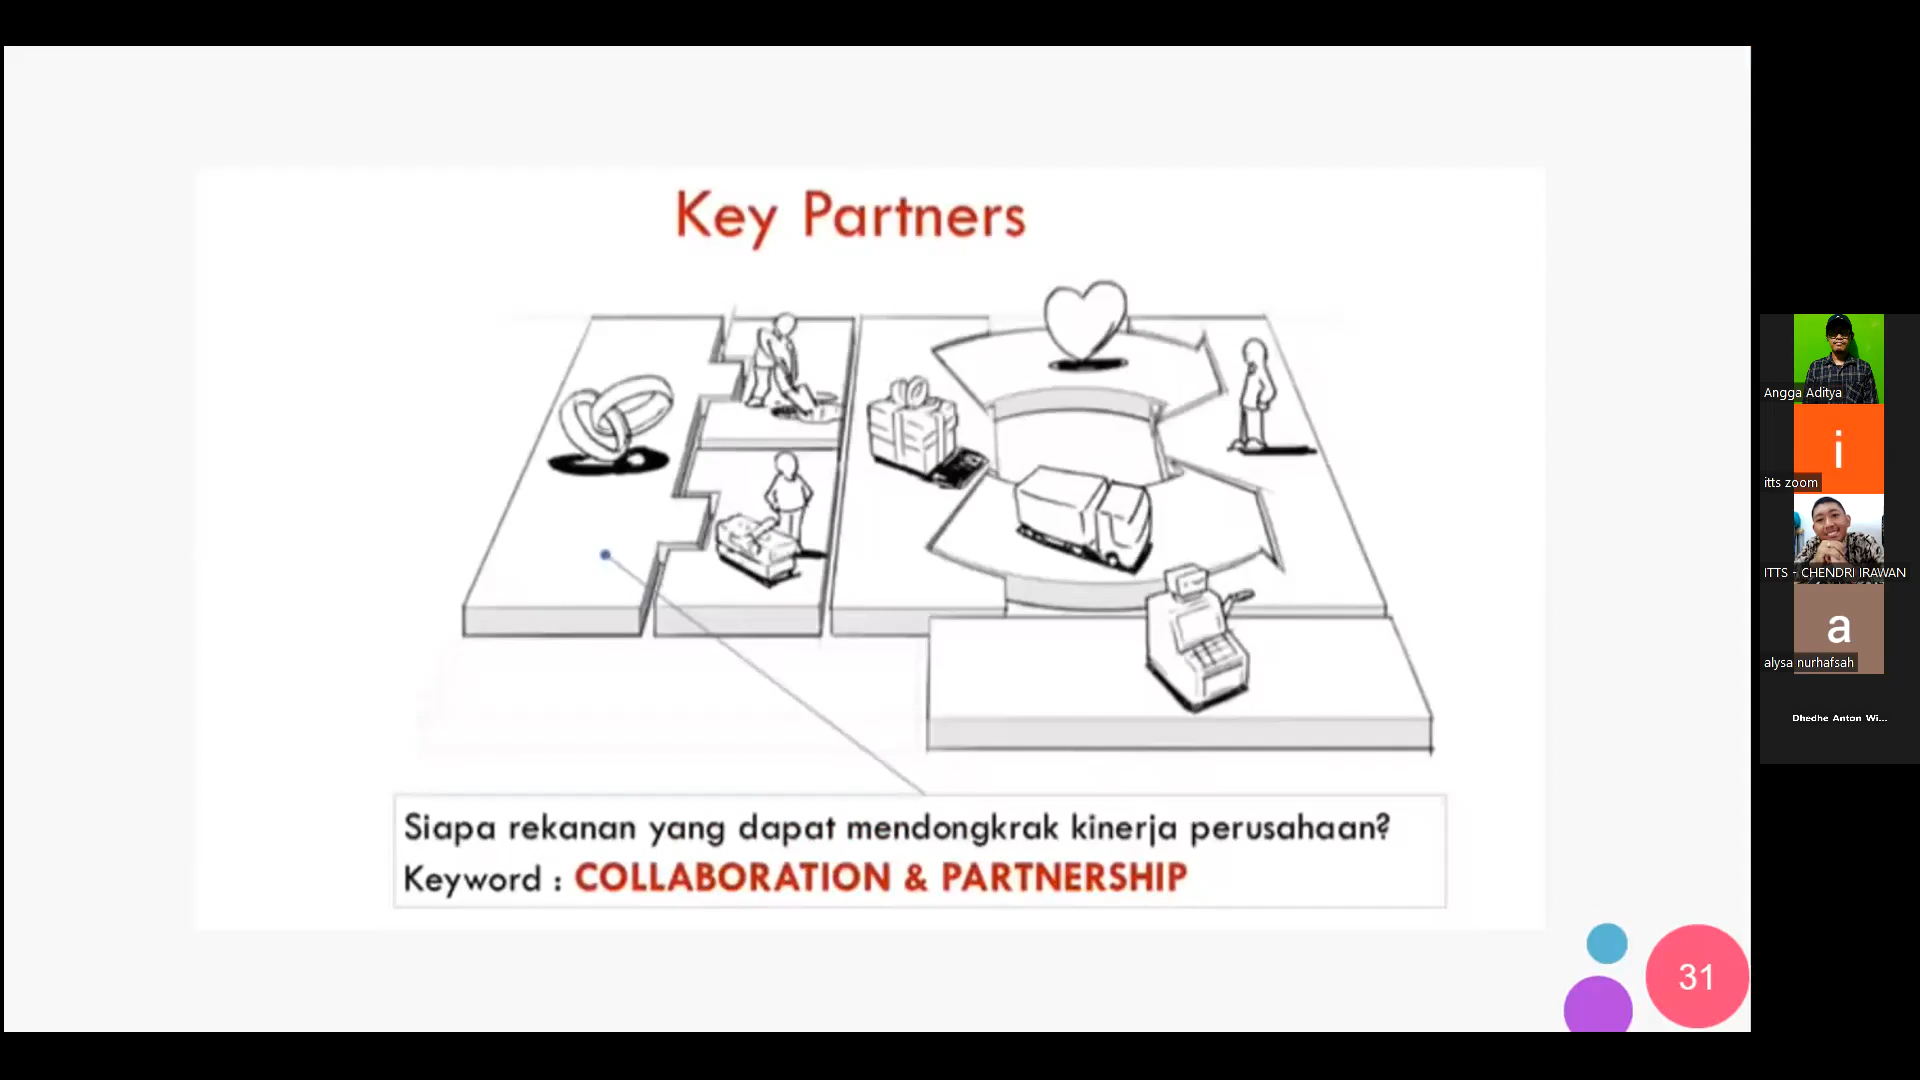 Key Partners
Siapa rekanan yang dapat mendongkrak kinerja perusahaan?
Keyword : COLLABORATION & PARTNERSHIP
31
Angga Aditya
i
itts zoom
ITTS - CHENDRI IRAWAN
a
alysa nurhafsah
Dhedhe Anton Wi...